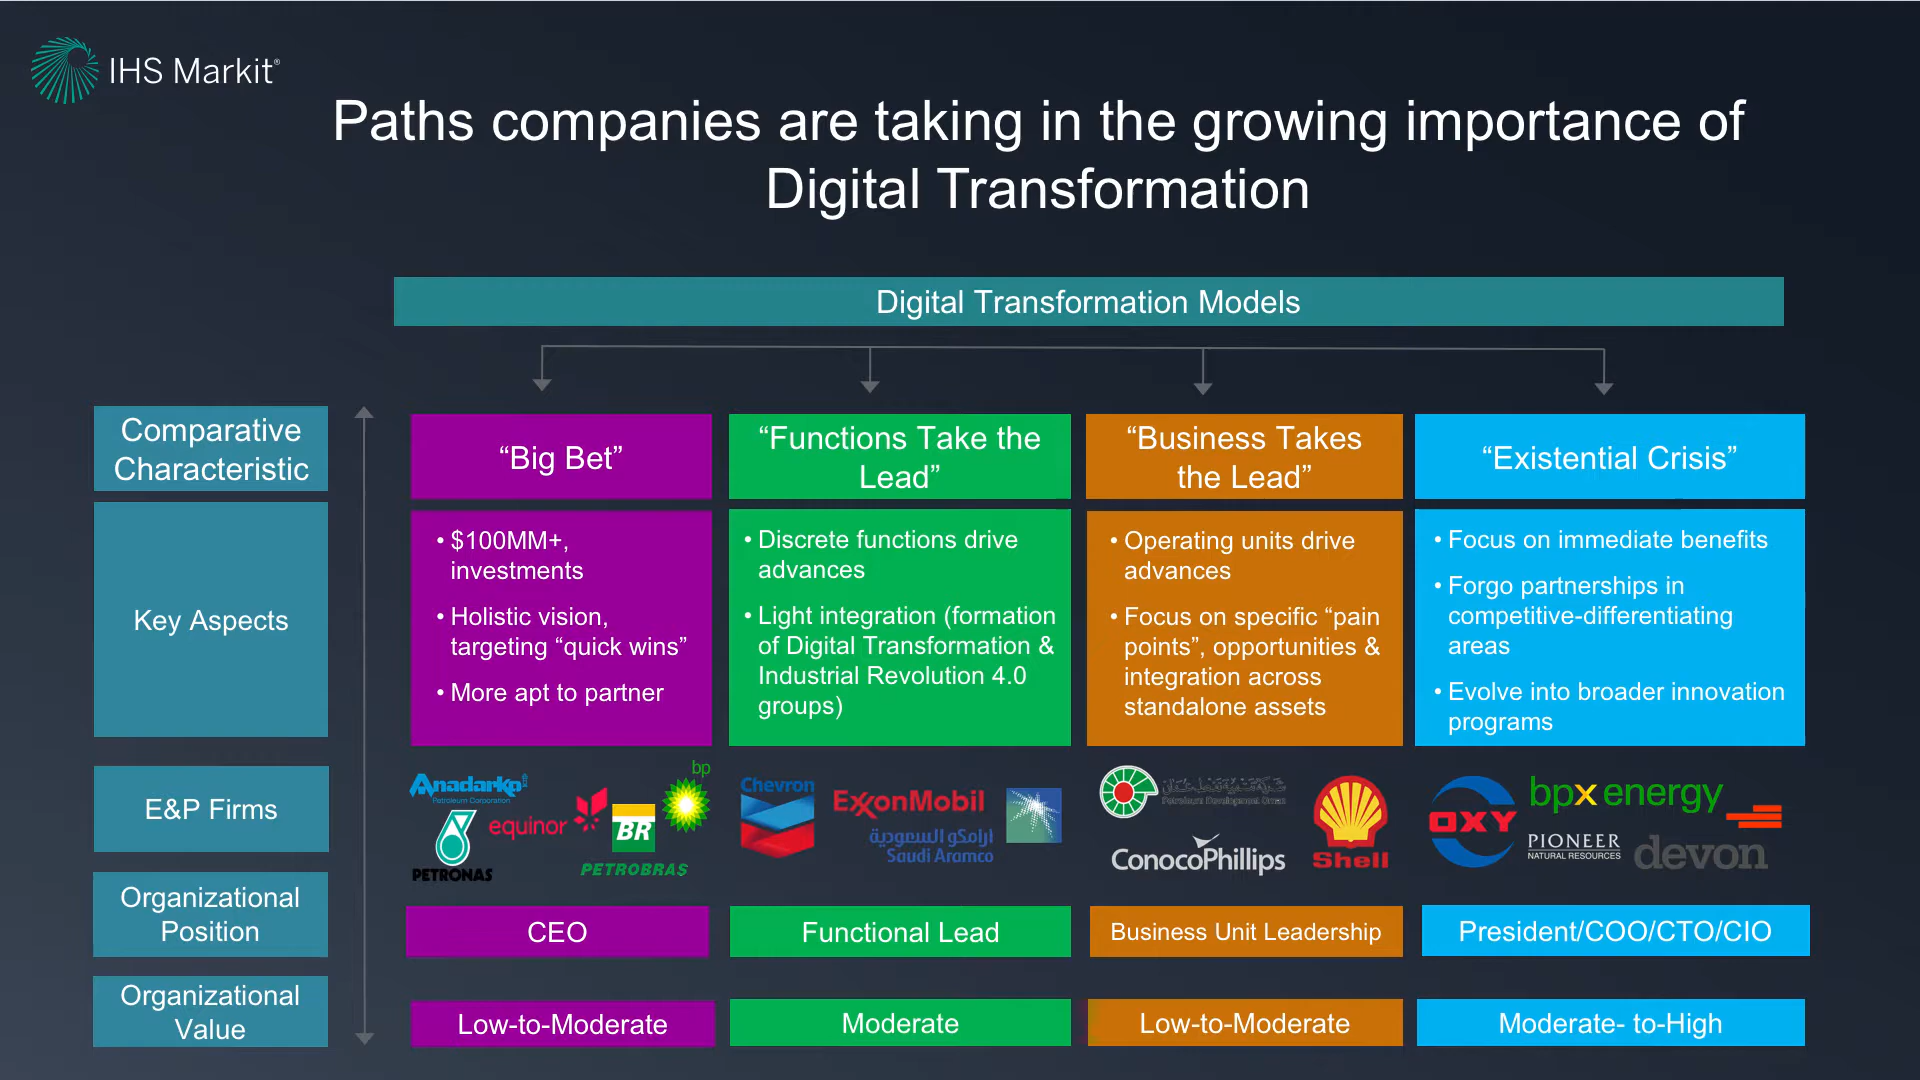 IHS Markit®
Paths companies are taking in the growing importance of
Digital Transformation
Digital Transformation Models
Comparative
Characteristic
“Big Bet”
“Functions Take the
Lead”
“Business Takes
the Lead”
“Existential Crisis”
Key Aspects
• $100MM+,
investments
• Holistic vision,
targeting “quick wins”
• More apt to partner
• Discrete functions drive
advances
• Light integration (formation
of Digital Transformation &
Industrial Revolution 4.0
groups)
• Operating units drive
advances
• Focus on specific “pain
points”, opportunities &
integration across
standalone assets
• Focus on immediate benefits
• Forgo partnerships in
competitive-differentiating
areas
• Evolve into broader innovation
programs
E&P Firms
Anadarko
Petroleum Corporation
equinor
bp
BR
PETROBRAS
PETRONAS
Chevron
ExxonMobil
ارامكو السعودية
Saudi Aramco
Petroleum Development Oman
ConocoPhillips
Shell
OXY
bpx energy
PIONEER
NATURAL RESOURCES
devon
Organizational
Position
CEO
Functional Lead
Business Unit Leadership
President/COO/CTO/CIO
Organizational
Value
Low-to-Moderate
Moderate
Low-to-Moderate
Moderate- to-High